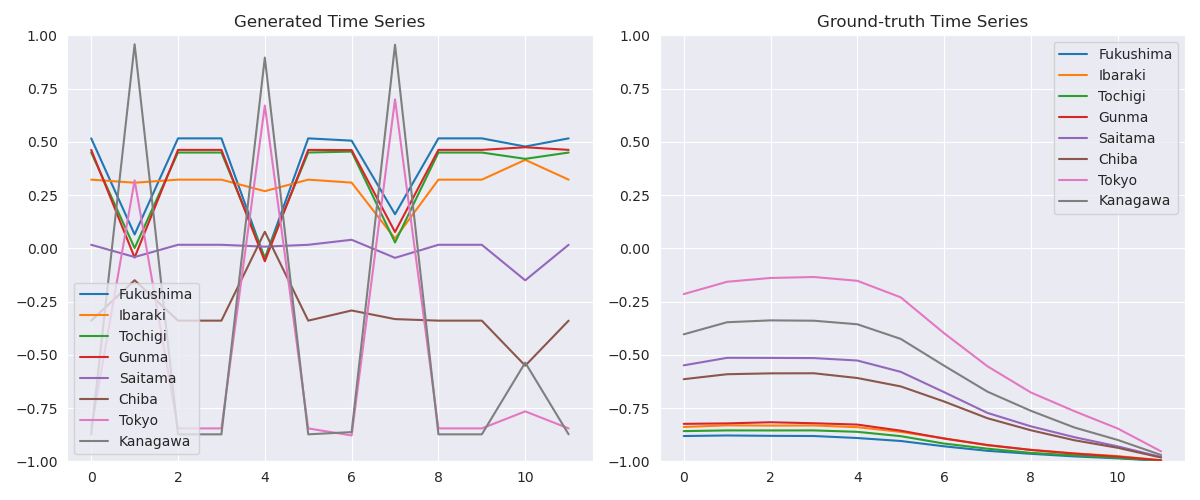 Generated Time Series
1.00
0.75
0.50
0.25
0.00
−0.25
−0.50
−0.75
−1.00
0
2
4
6
8
10
Fukushima
Ibaraki
Tochigi
Gunma
Saitama
Chiba
Tokyo
Kanagawa
Ground-truth Time Series
1.00
0.75
0.50
0.25
0.00
−0.25
−0.50
−0.75
−1.00
0
2
4
6
8
10
Fukushima
Ibaraki
Tochigi
Gunma
Saitama
Chiba
Tokyo
Kanagawa